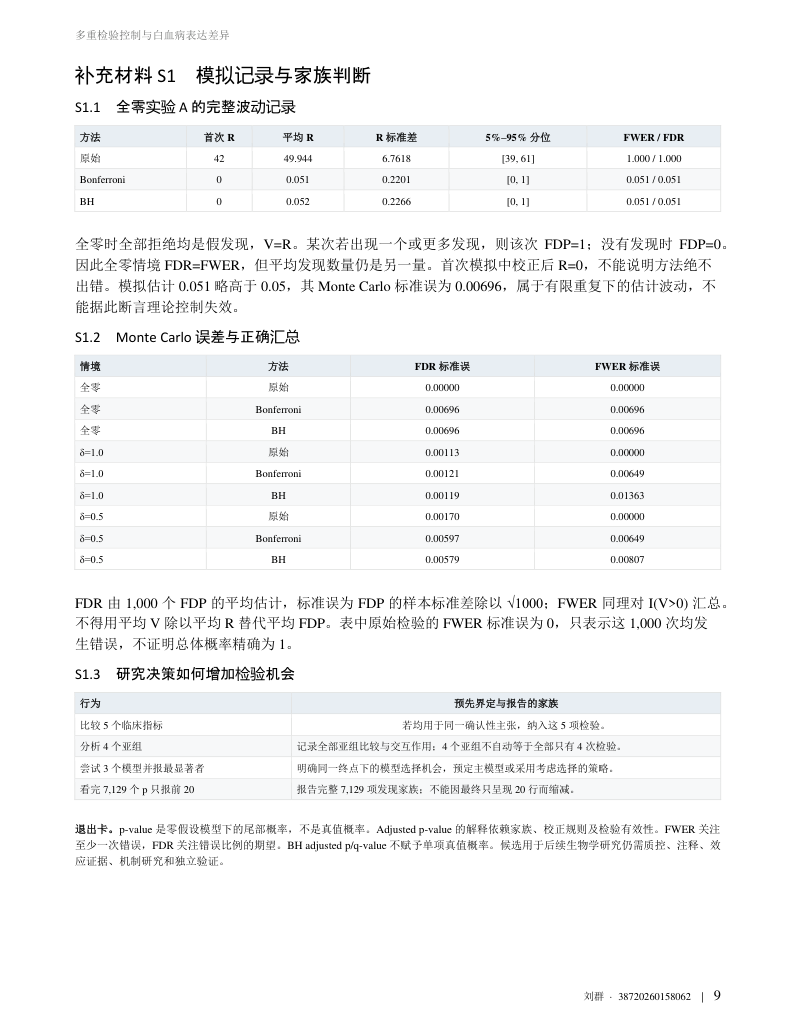 多重检验控制与白血病表达差异
补充材料 S1 模拟记录与家族判断
S1.1 全零实验 A 的完整波动记录
方法 首次 R 平均 R R 标准差 5%–95% 分位 FWER / FDR
原始 42 49.944 6.7618 [39, 61] 1.000 / 1.000
Bonferroni 0 0.051 0.2201 [0, 1] 0.051 / 0.051
BH 0 0.052 0.2266 [0, 1] 0.051 / 0.051
全零时全部拒绝均是假发现，V=R。某次若出现一个或更多发现，则该次 FDP=1；没有发现时 FDP=0。
因此全零情境 FDR=FWER，但平均发现数量仍是另一量。首次模拟中校正后 R=0，不能说明方法绝不
出错。模拟估计 0.051 略高于 0.05，其 Monte Carlo 标准误为 0.00696，属于有限重复下的估计波动，不
能据此断言理论控制失效。
S1.2 Monte Carlo 误差与正确汇总
情境 方法 FDR 标准误 FWER 标准误
全零 原始 0.00000 0.00000
全零 Bonferroni 0.00696 0.00696
全零 BH 0.00696 0.00696
δ=1.0 原始 0.00113 0.00000
δ=1.0 Bonferroni 0.00121 0.00649
δ=1.0 BH 0.00119 0.01363
δ=0.5 原始 0.00170 0.00000
δ=0.5 Bonferroni 0.00597 0.00649
δ=0.5 BH 0.00579 0.00807
FDR 由 1,000 个 FDP 的平均估计，标准误为 FDP 的样本标准差除以 √1000；FWER 同理对 I(V>0) 汇总。
不得用平均 V 除以平均 R 替代平均 FDP。表中原始检验的 FWER 标准误为 0，只表示这 1,000 次均发
生错误，不证明总体概率精确为 1。
S1.3 研究决策如何增加检验机会
行为 预先界定与报告的家族
比较 5 个临床指标 若均用于同一确认性主张，纳入这 5 项检验。
分析 4 个亚组 记录全部亚组比较与交互作用；4 个亚组不自动等于全部只有 4 次检验。
尝试 3 个模型并报最显著者 明确同一终点下的模型选择机会，预定主模型或采用考虑选择的策略。
看完 7,129 个 p 只报前 20 报告完整 7,129 项发现家族；不能因最终只呈现 20 行而缩减。
退出卡。p-value 是零假设模型下的尾部概率，不是真值概率。Adjusted p-value 的解释依赖家族、校正规则及检验有效性。FWER 关注
至少一次错误，FDR 关注错误比例的期望。BH adjusted p/q-value 不赋予单项真值概率。候选用于后续生物学研究仍需质控、注释、效
应证据、机制研究和独立验证。
刘群 · 38720260158062 | 9